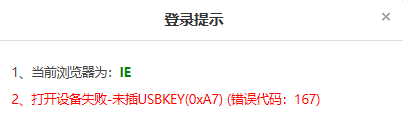 登录提示
1、当前浏览器为：IE
2、打开设备失败-未插USBKEY(0xA7) (错误代码：167)